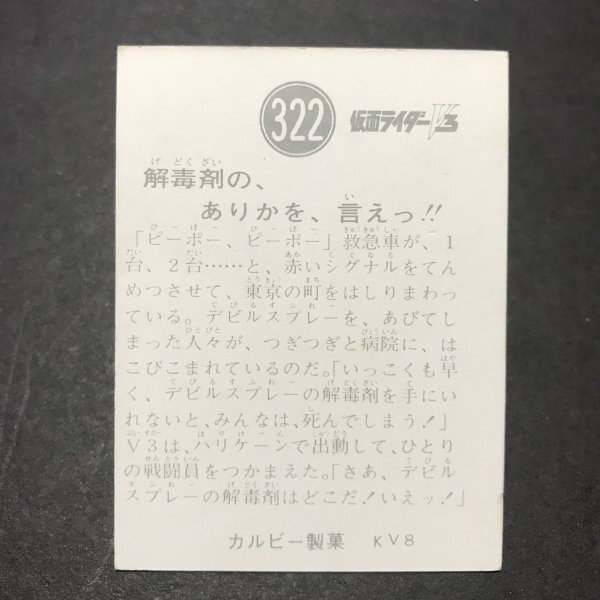 322 仮面ライダーV3
解毒剤の、
ありかを、言えっ!!
「ピーポー、ピーポー」救急車が、1
台、2台……と、赤いシグナルをてん
めつさせて、東京の町をはしりまわっ
ている。デビルスプレーを、あびてし
まった人々が、つぎつぎと病院に、は
こびこまれているのだ。「いっこくも早
く、デビルスプレーの解毒剤を手にい
れないと、みんなは、死んでしまう!」
V3は、ハリケーンで出動して、ひとり
の戦闘員をつかまえた。「さあ、デビル
スプレーの解毒剤はどこだ!いえッ!」
カルビー製菓 KV8